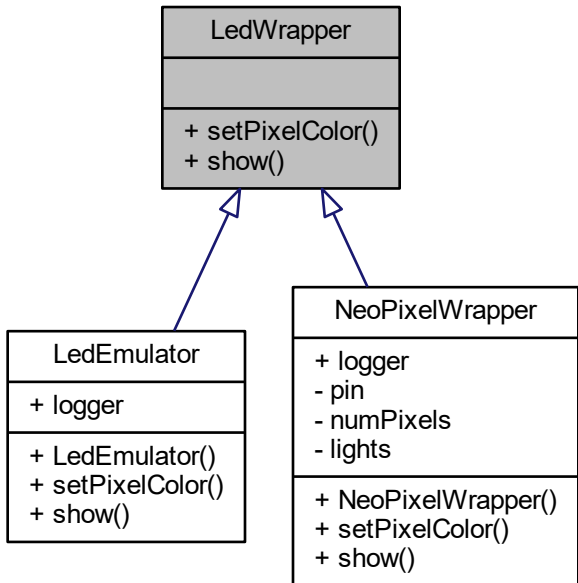 LedWrapper
+ setPixelColor()
+ show()
LedEmulator
+ logger
+ LedEmulator()
+ setPixelColor()
+ show()
NeoPixelWrapper
+ logger
- pin
- numPixels
- lights
+ NeoPixelWrapper()
+ setPixelColor()
+ show()